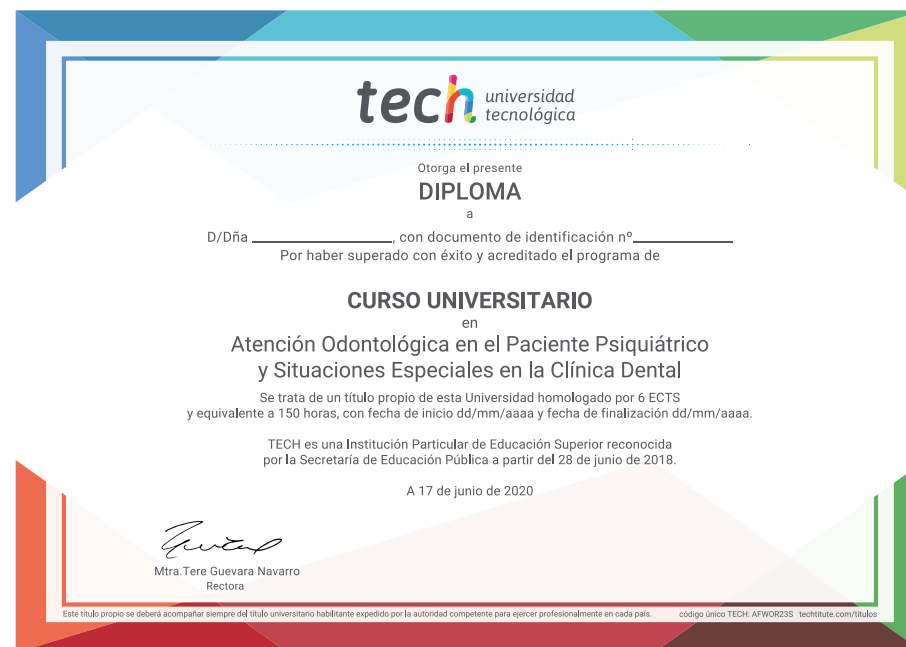 tech universidad
tecnológica
Otorga el presente
DIPLOMA
a
D/Dña ____________________, con documento de identificación nº______________
Por haber superado con éxito y acreditado el programa de
CURSO UNIVERSITARIO
en
Atención Odontológica en el Paciente Psiquiátrico
y Situaciones Especiales en la Clínica Dental
Se trata de un título propio de esta Universidad homologado por 6 ECTS
y equivalente a 150 horas, con fecha de inicio dd/mm/aaaa y fecha de finalización dd/mm/aaaa.
TECH es una Institución Particular de Educación Superior reconocida
por la Secretaría de Educación Pública a partir del 28 de junio de 2018.
A 17 de junio de 2020
Mtra.Tere Guevara Navarro
Rectora
Este título propio se deberá acompañar siempre del título universitario habilitante expedido por la autoridad competente para ejercer profesionalmente en cada país. código único TECH: AFWOR23S techtitute.com/títulos